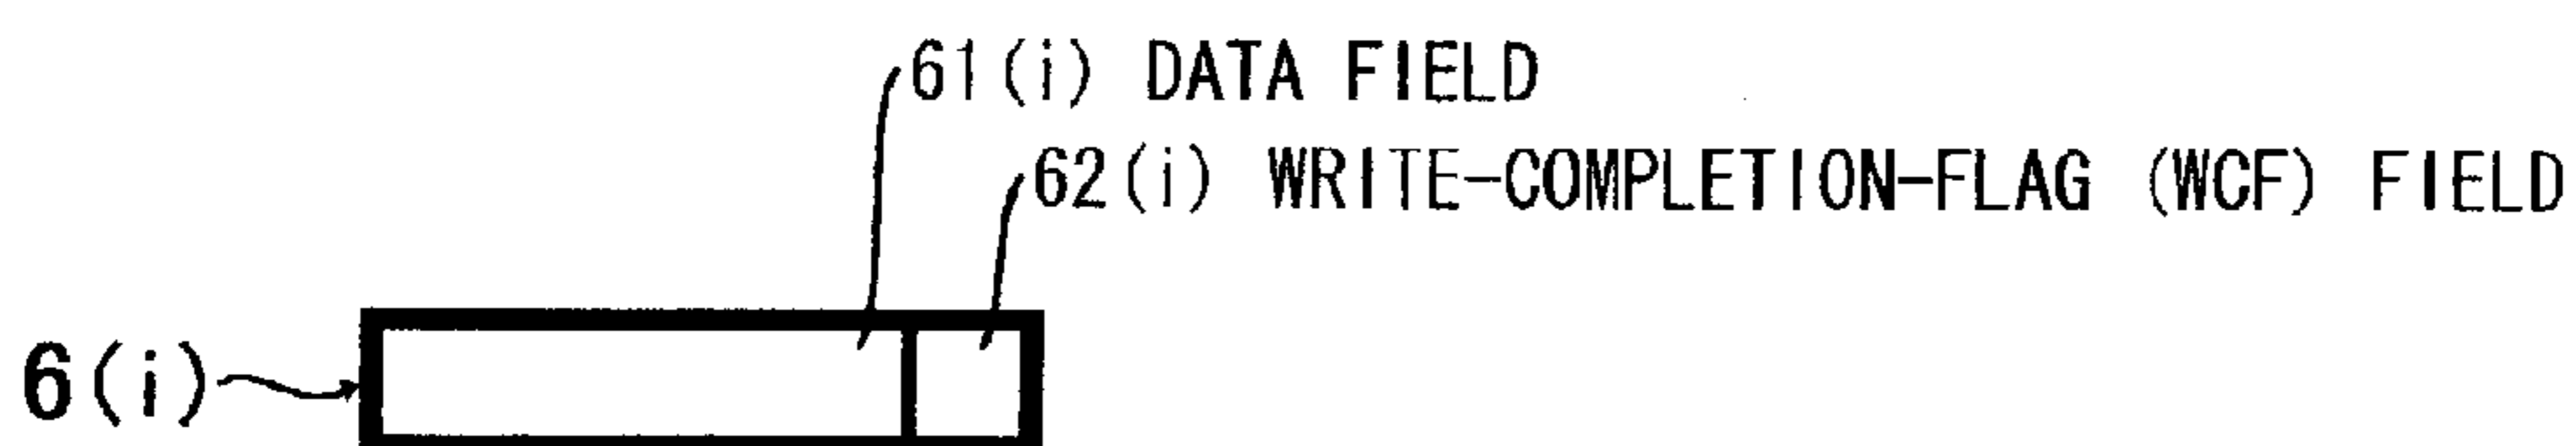 61(i) DATA FIELD
62(i) WRITE-COMPLETION-FLAG (WCF) FIELD
6(i)